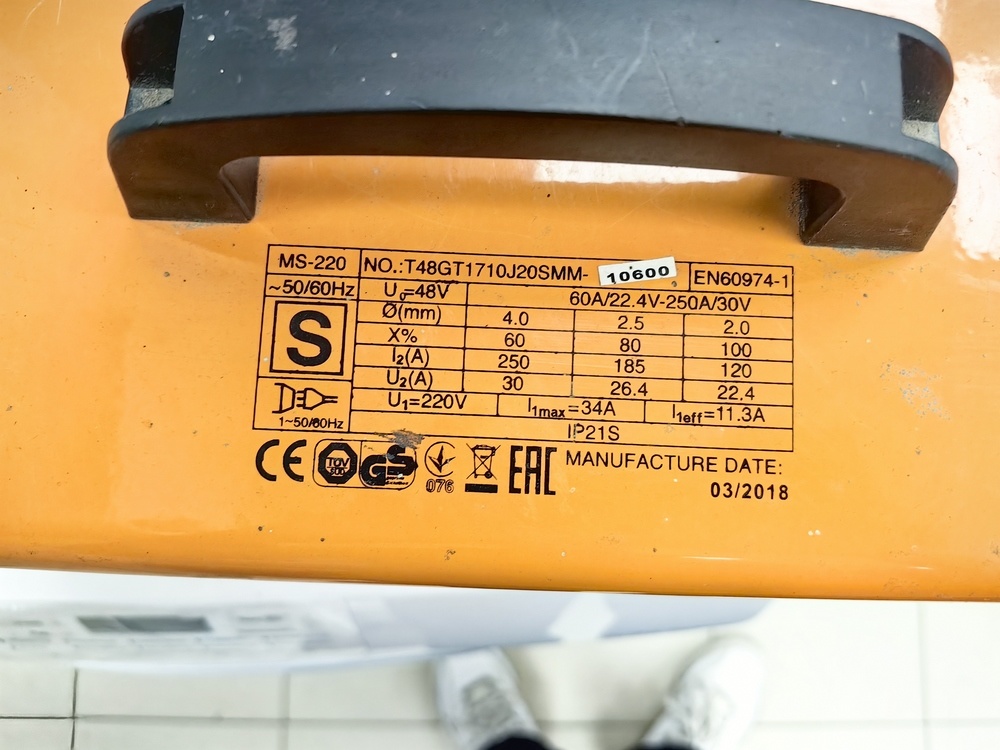 MS-220 NO.:T48GT1710J20SMM- 10600 EN60974-1
~50/60Hz U₀=48V 60A/22.4V-250A/30V
S
Ø(mm) 4.0 2.5 2.0
X% 60 80 100
I₂(A) 250 185 120
U₂(A) 30 26.4 22.4
U₁=220V I₁max=34A I₁eff=11.3A
1~50/60Hz IP21S
CE TÜV GS 076 EAC MANUFACTURE DATE:
03/2018